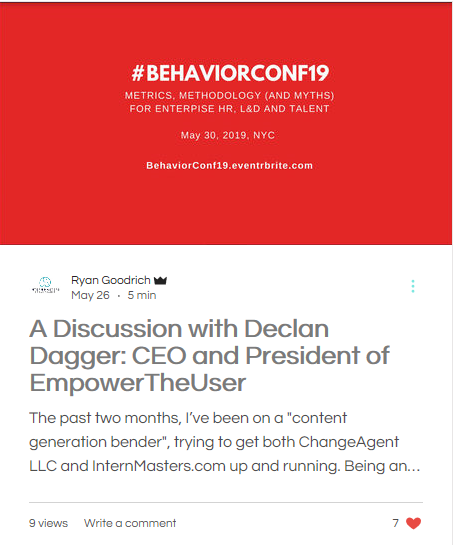 #BEHAVIORCONF19
METRICS, METHODOLOGY (AND MYTHS)
FOR ENTERPISE HR, L&D AND TALENT
May 30, 2019, NYC
BehaviorConf19.eventrbrite.com
Ryan Goodrich
May 26 · 5 min
A Discussion with Declan
Dagger: CEO and President of
EmpowerTheUser
The past two months, I've been on a "content
generation bender", trying to get both ChangeAgent
LLC and InternMasters.com up and running. Being an...
9 views Write a comment 7